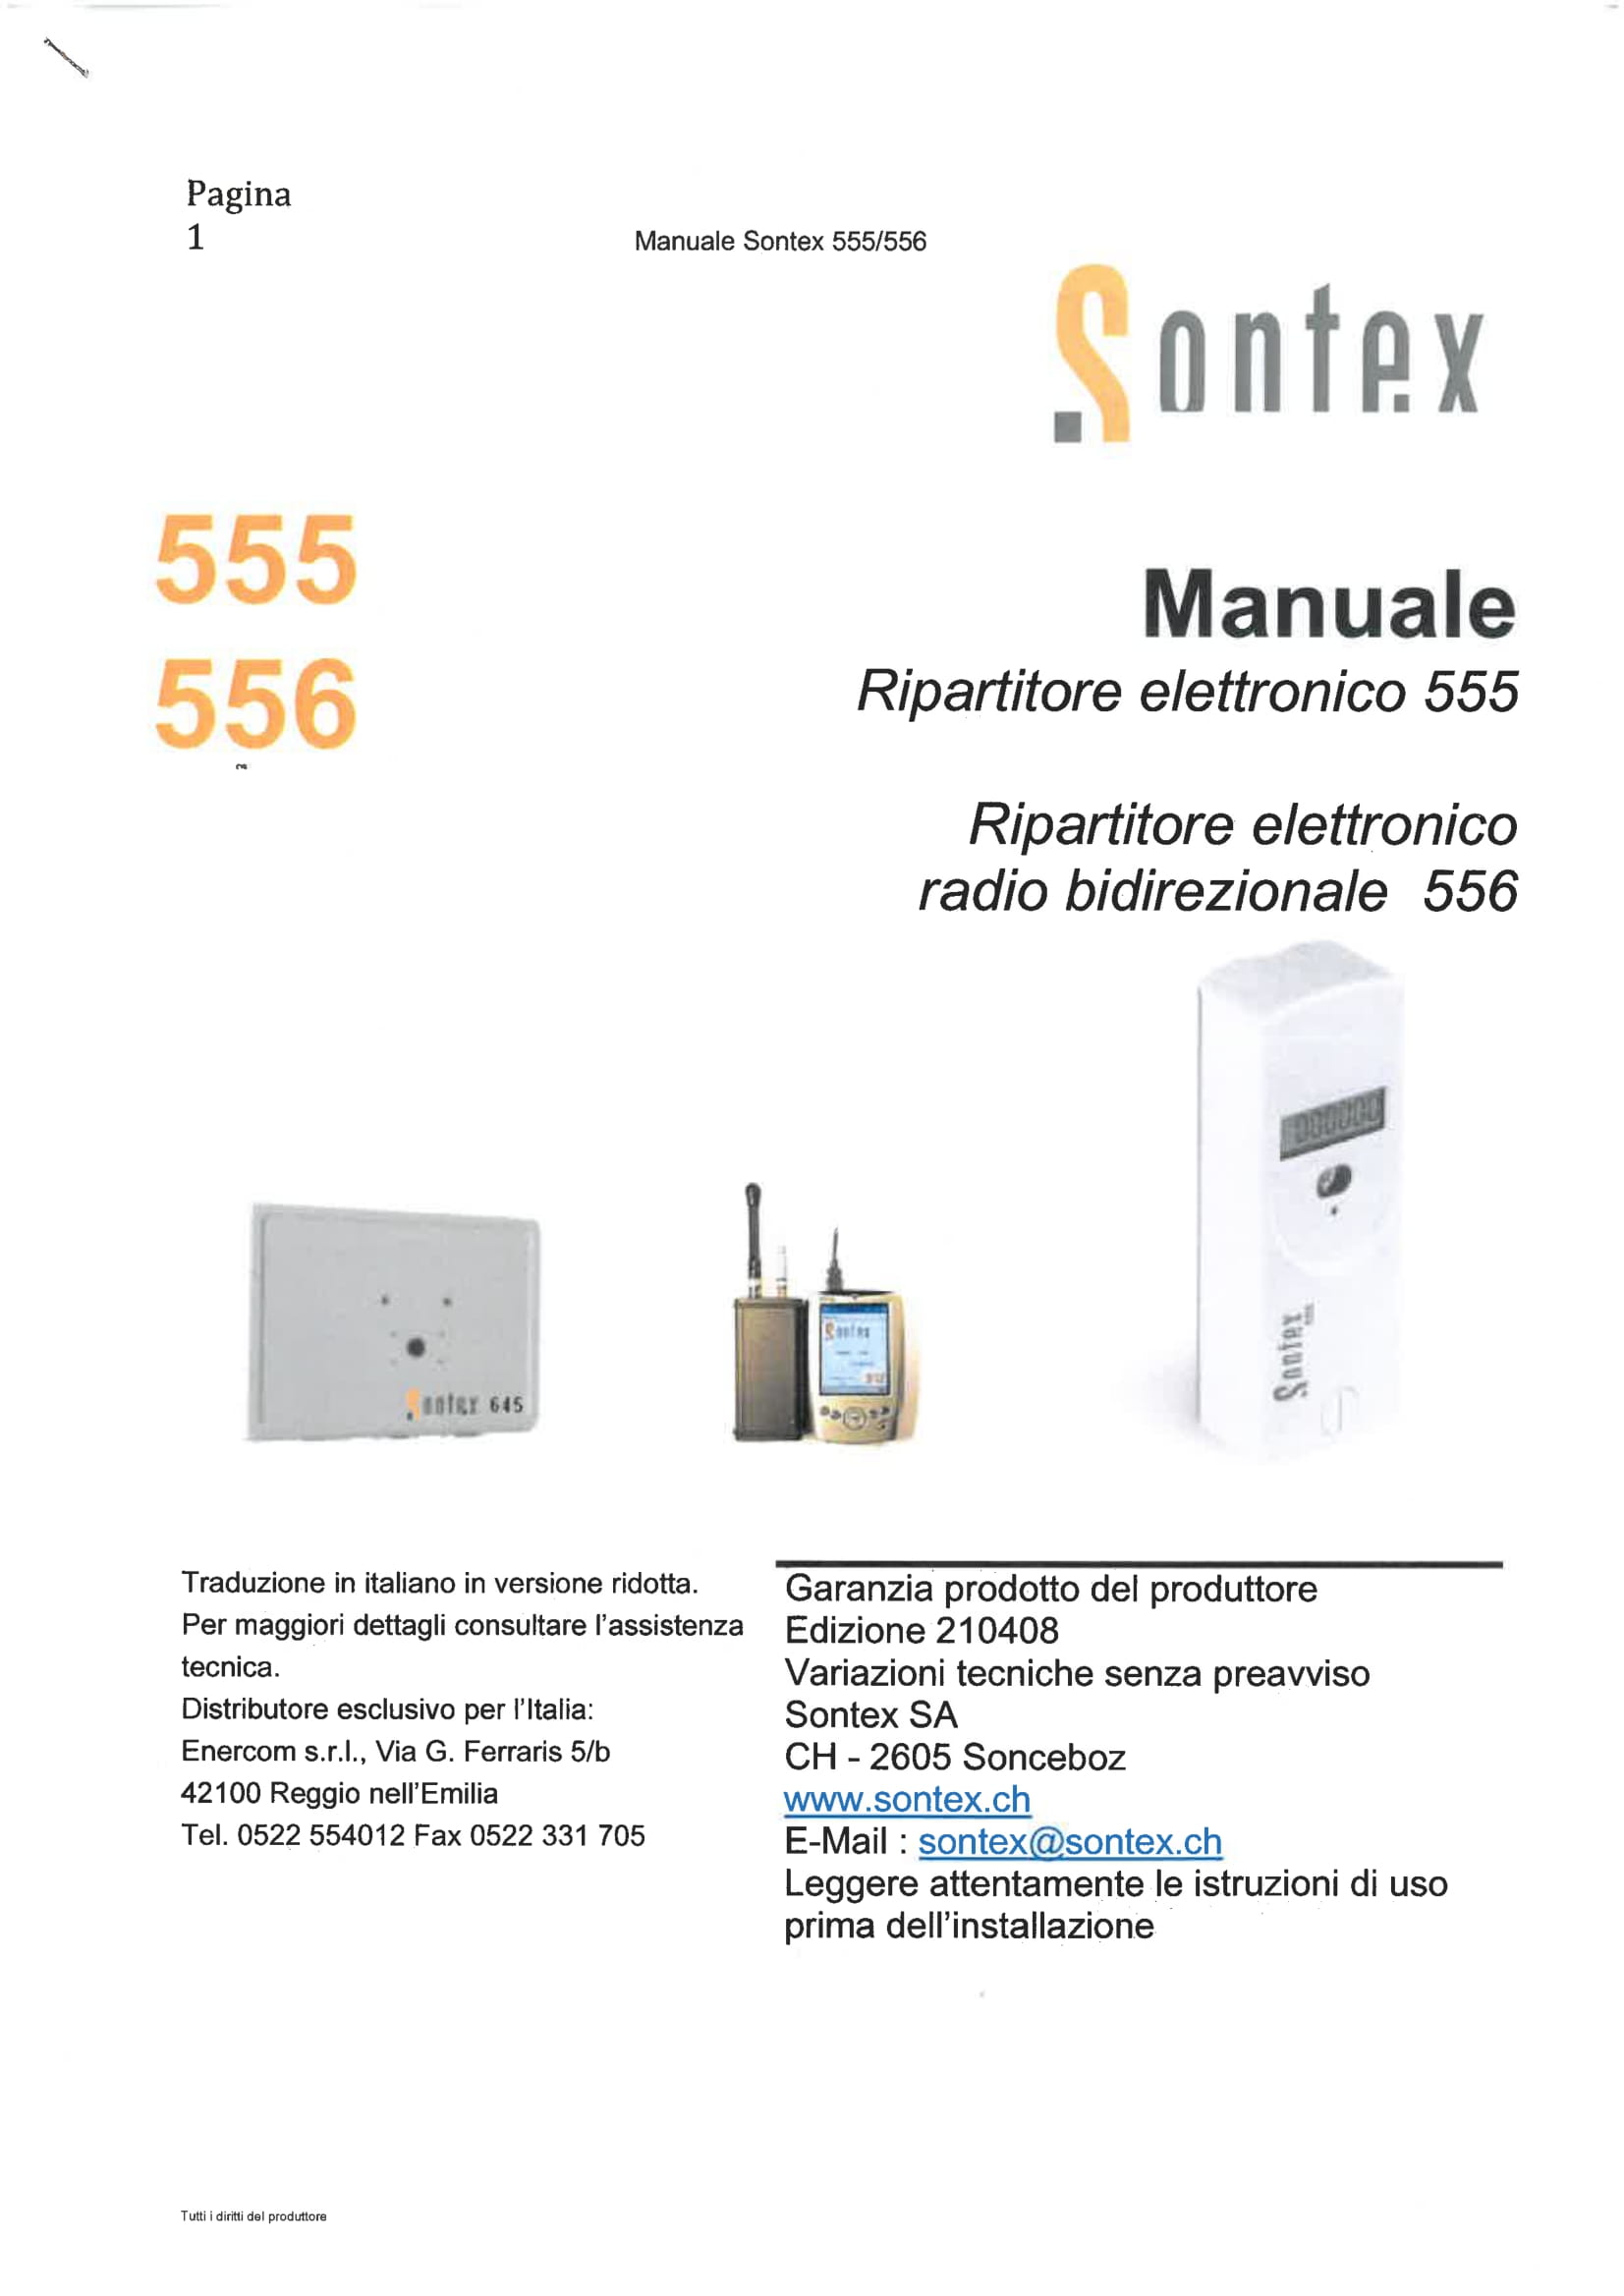 Pagina
1
Manuale Sontex 555/556
Sontex
555
556
Manuale
Ripartitore elettronico 555
Ripartitore elettronico
radio bidirezionale 556
Sontex 645
Sontex
Sontex
Traduzione in italiano in versione ridotta.
Per maggiori dettagli consultare l'assistenza
tecnica.
Distributore esclusivo per l'Italia:
Enercom s.r.l., Via G. Ferraris 5/b
42100 Reggio nell'Emilia
Tel. 0522 554012 Fax 0522 331 705
Garanzia prodotto del produttore
Edizione 210408
Variazioni tecniche senza preavviso
Sontex SA
CH - 2605 Sonceboz
www.sontex.ch
E-Mail : sontex@sontex.ch
Leggere attentamente le istruzioni di uso
prima dell'installazione
Tutti i diritti del produttore